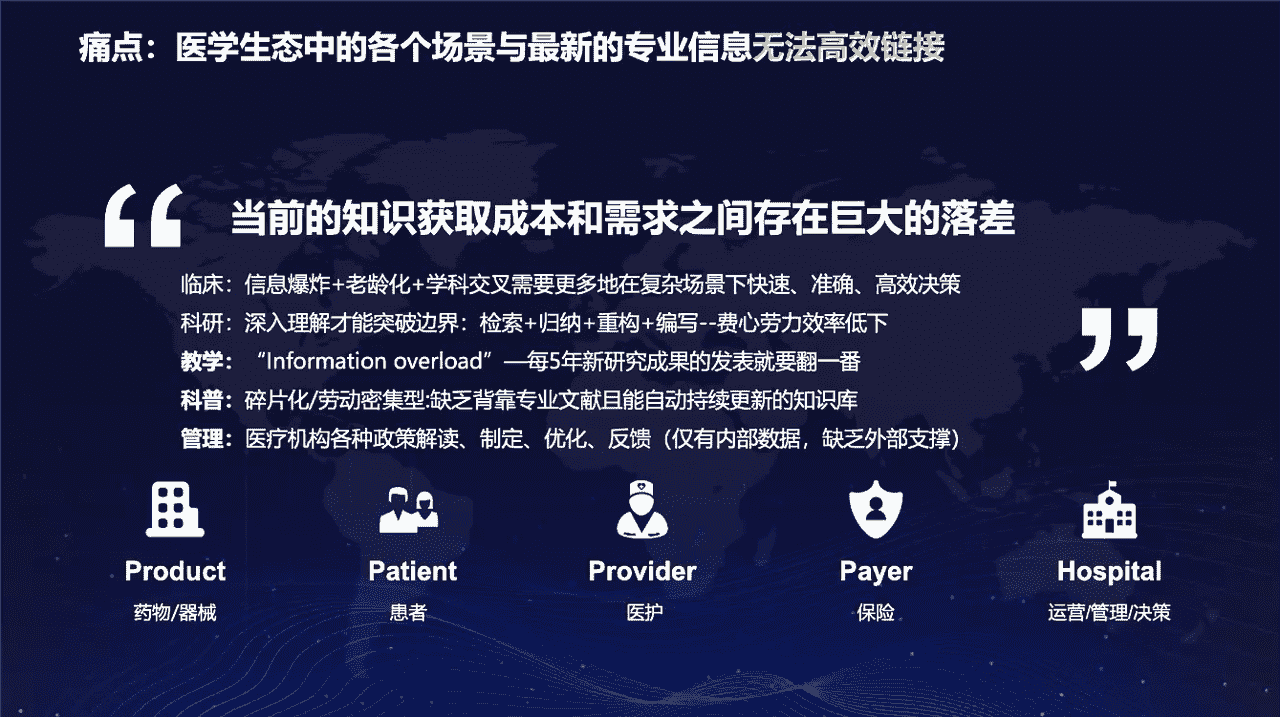 痛点：医学生态中的各个场景与最新的专业信息无法高效链接
“
当前的知识获取成本和需求之间存在巨大的落差
临床：信息爆炸+老龄化+学科交叉需要更多地在复杂场景下快速、准确、高效决策
科研：深入理解才能突破边界：检索+归纳+重构+编写--费心劳力效率低下
教学：“Information overload”—每5年新研究成果的发表就要翻一番
科普：碎片化/劳动密集型:缺乏背靠专业文献且能自动持续更新的知识库
管理：医疗机构各种政策解读、制定、优化、反馈（仅有内部数据，缺乏外部支撑）
”
Product
Patient
Provider
Payer
Hospital
药物/器械
患者
医护
保险
运营/管理/决策